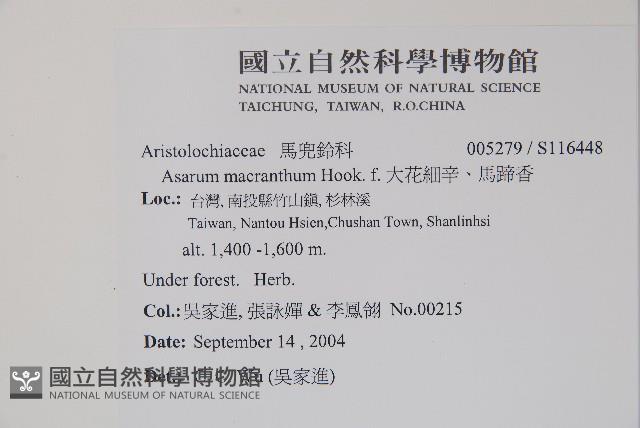 國立自然科學博物館
NATIONAL MUSEUM OF NATURAL SCIENCE
TAICHUNG, TAIWAN, R.O.CHINA
Aristolochiaceae 馬兜鈴科 005279 / S116448
Asarum macranthum Hook. f. 大花細辛、馬蹄香
Loc.: 台灣, 南投縣竹山鎮, 杉林溪
Taiwan, Nantou Hsien,Chushan Town, Shanlinhsi
alt. 1,400 -1,600 m.
Under forest. Herb.
Col.: 吳家進, 張詠嬋 & 李鳳翎 No.00215
Date: September 14 , 2004
(吳家進)
國立自然科學博物館
NATIONAL MUSEUM OF NATURAL SCIENCE